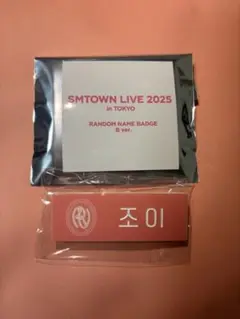 SMTOWN LIVE 2025
in TOKYO
RANDOM NAME BADGE
B ver.
조이